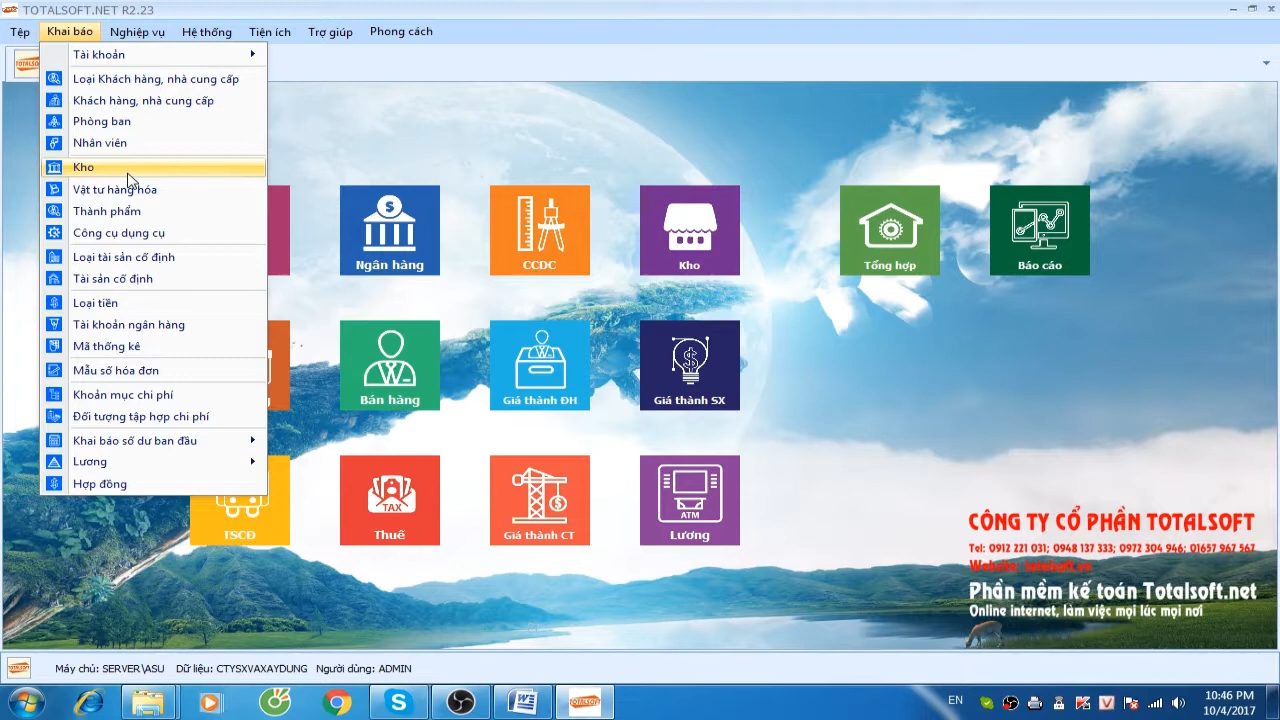 TOTALSOFT.NET R2.23
Tệp Khai báo Nghiệp vụ Hệ thống Tiện ích Trợ giúp Phong cách
Tài khoản
Loại Khách hàng, nhà cung cấp
Khách hàng, nhà cung cấp
Phòng ban
Nhân viên
Kho
Vật tư hàng hóa
Thành phẩm
Công cụ dụng cụ
Loại tài sản cố định
Tài sản cố định
Loại tiền
Tài khoản ngân hàng
Mã thống kê
Mẫu số hóa đơn
Khoản mục chi phí
Đối tượng tập hợp chi phí
Khai báo số dư ban đầu
Lương
Hợp đồng
Ngân hàng CCDC Kho Tổng hợp Báo cáo
Bán hàng Giá thành ĐH Giá thành SX
TAX ATM
TSCĐ Thuế Giá thành CT Lương
CÔNG TY CỔ PHẦN TOTALSOFT
Tel: 0912 221 031; 0948 137 333; 0972 304 946; 01657 967 567
Website: totalsoft.vn
Phần mềm kế toán Totalsoft.net
Online internet, làm việc mọi lúc mọi nơi
Máy chủ: SERVER\ASU Dữ liệu: CTYSXVAXAYDUNG Người dùng: ADMIN
EN
10:46 PM
10/4/2017